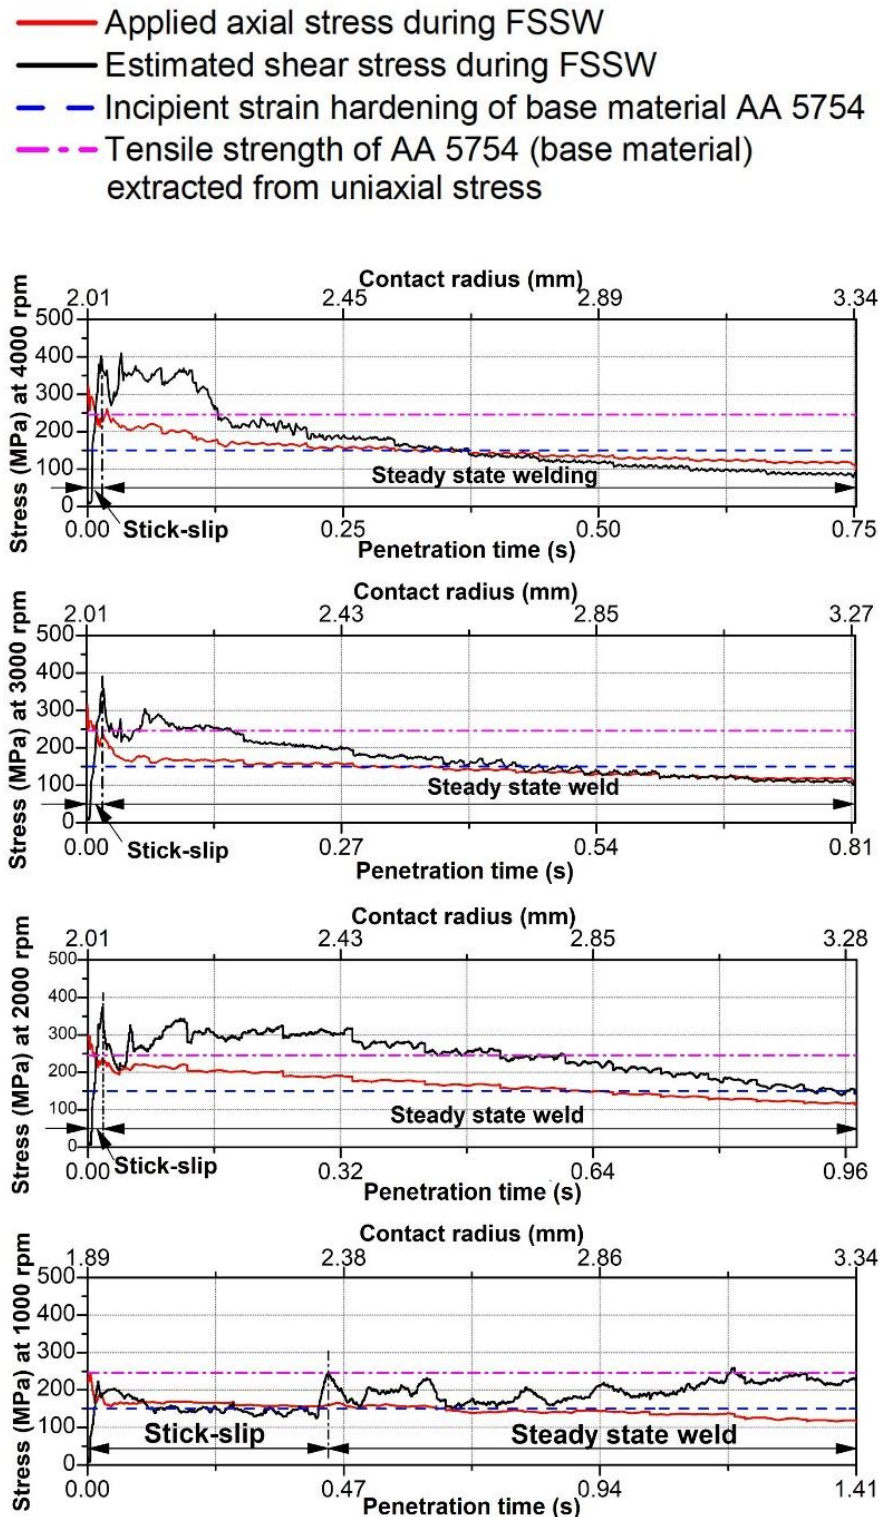 Applied axial stress during FSSW
Estimated shear stress during FSSW
Incipient strain hardening of base material AA 5754
Tensile strength of AA 5754 (base material)
extracted from uniaxial stress
Contact radius (mm)
2.01 2.45 2.89 3.34
Stress (MPa) at 4000 rpm
500
400
300
200
100
0
Steady state welding
Stick-slip
0.00 0.25 0.50 0.75
Penetration time (s)
Contact radius (mm)
2.01 2.43 2.85 3.27
Stress (MPa) at 3000 rpm
500
400
300
200
100
0
Steady state weld
Stick-slip
0.00 0.27 0.54 0.81
Penetration time (s)
Contact radius (mm)
2.01 2.43 2.85 3.28
Stress (MPa) at 2000 rpm
500
400
300
200
100
0
Steady state weld
Stick-slip
0.00 0.32 0.64 0.96
Penetration time (s)
Contact radius (mm)
1.89 2.38 2.86 3.34
Stress (MPa) at 1000 rpm
500
400
300
200
100
0
Stick-slip Steady state weld
0.00 0.47 0.94 1.41
Penetration time (s)